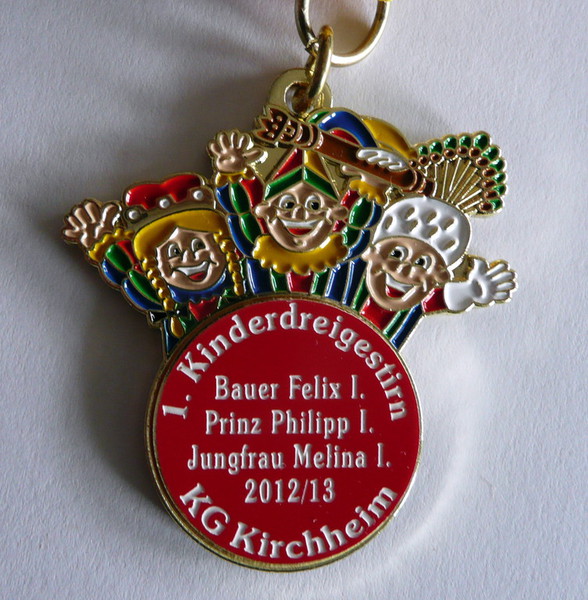 1. Kinderdreigestirn
Bauer Felix I.
Prinz Philipp I.
Jungfrau Melina I.
2012/13
KG Kirchheim